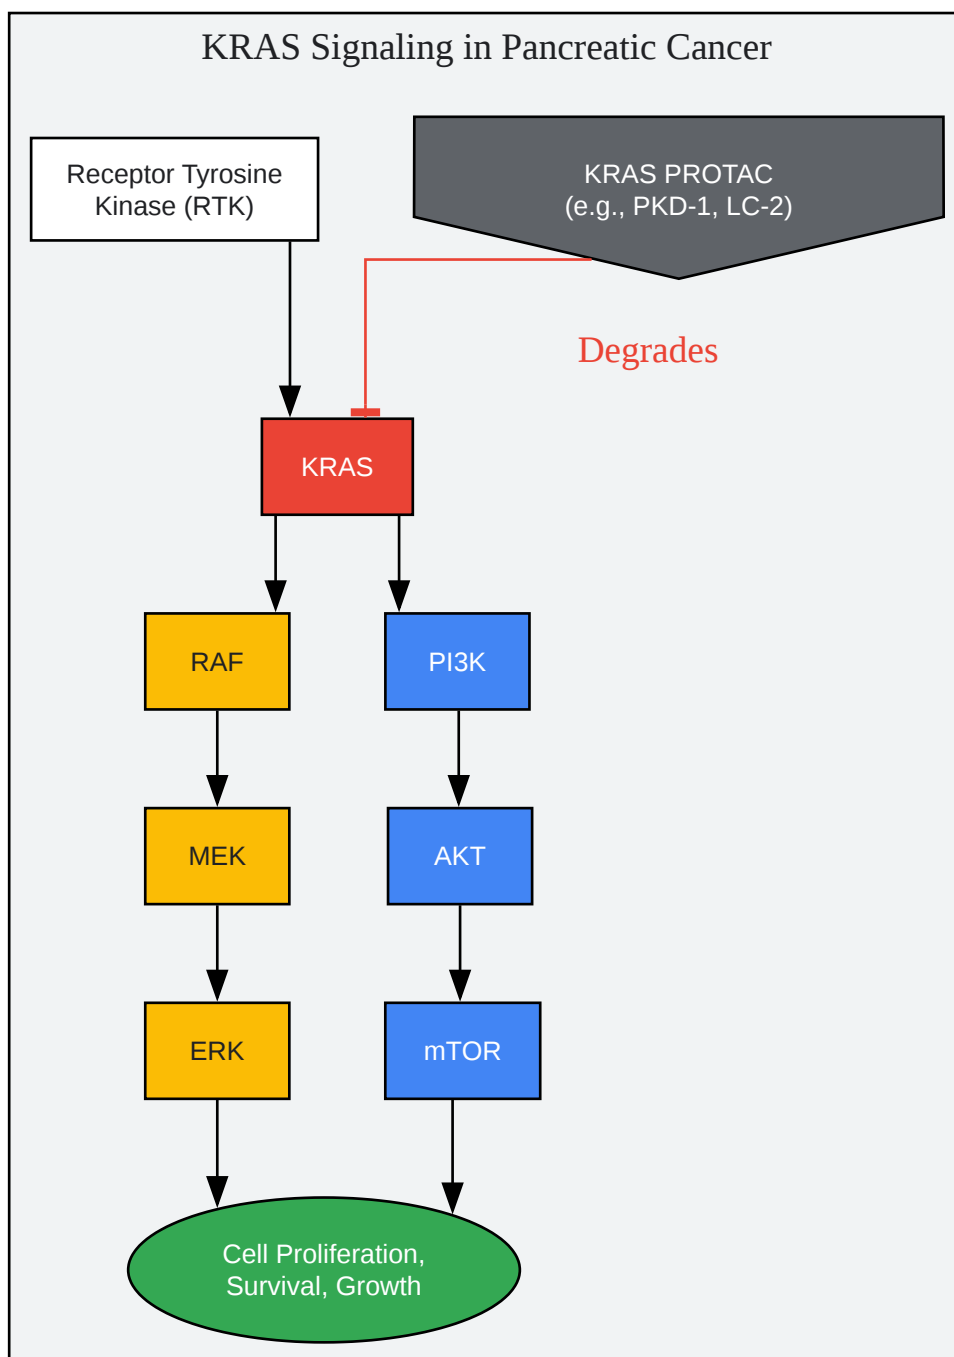 KRAS Signaling in Pancreatic Cancer
Receptor Tyrosine
Kinase (RTK)
KRAS PROTAC
(e.g., PKD-1, LC-2)
Degrades
KRAS
RAF
PI3K
MEK
AKT
ERK
mTOR
Cell Proliferation,
Survival, Growth